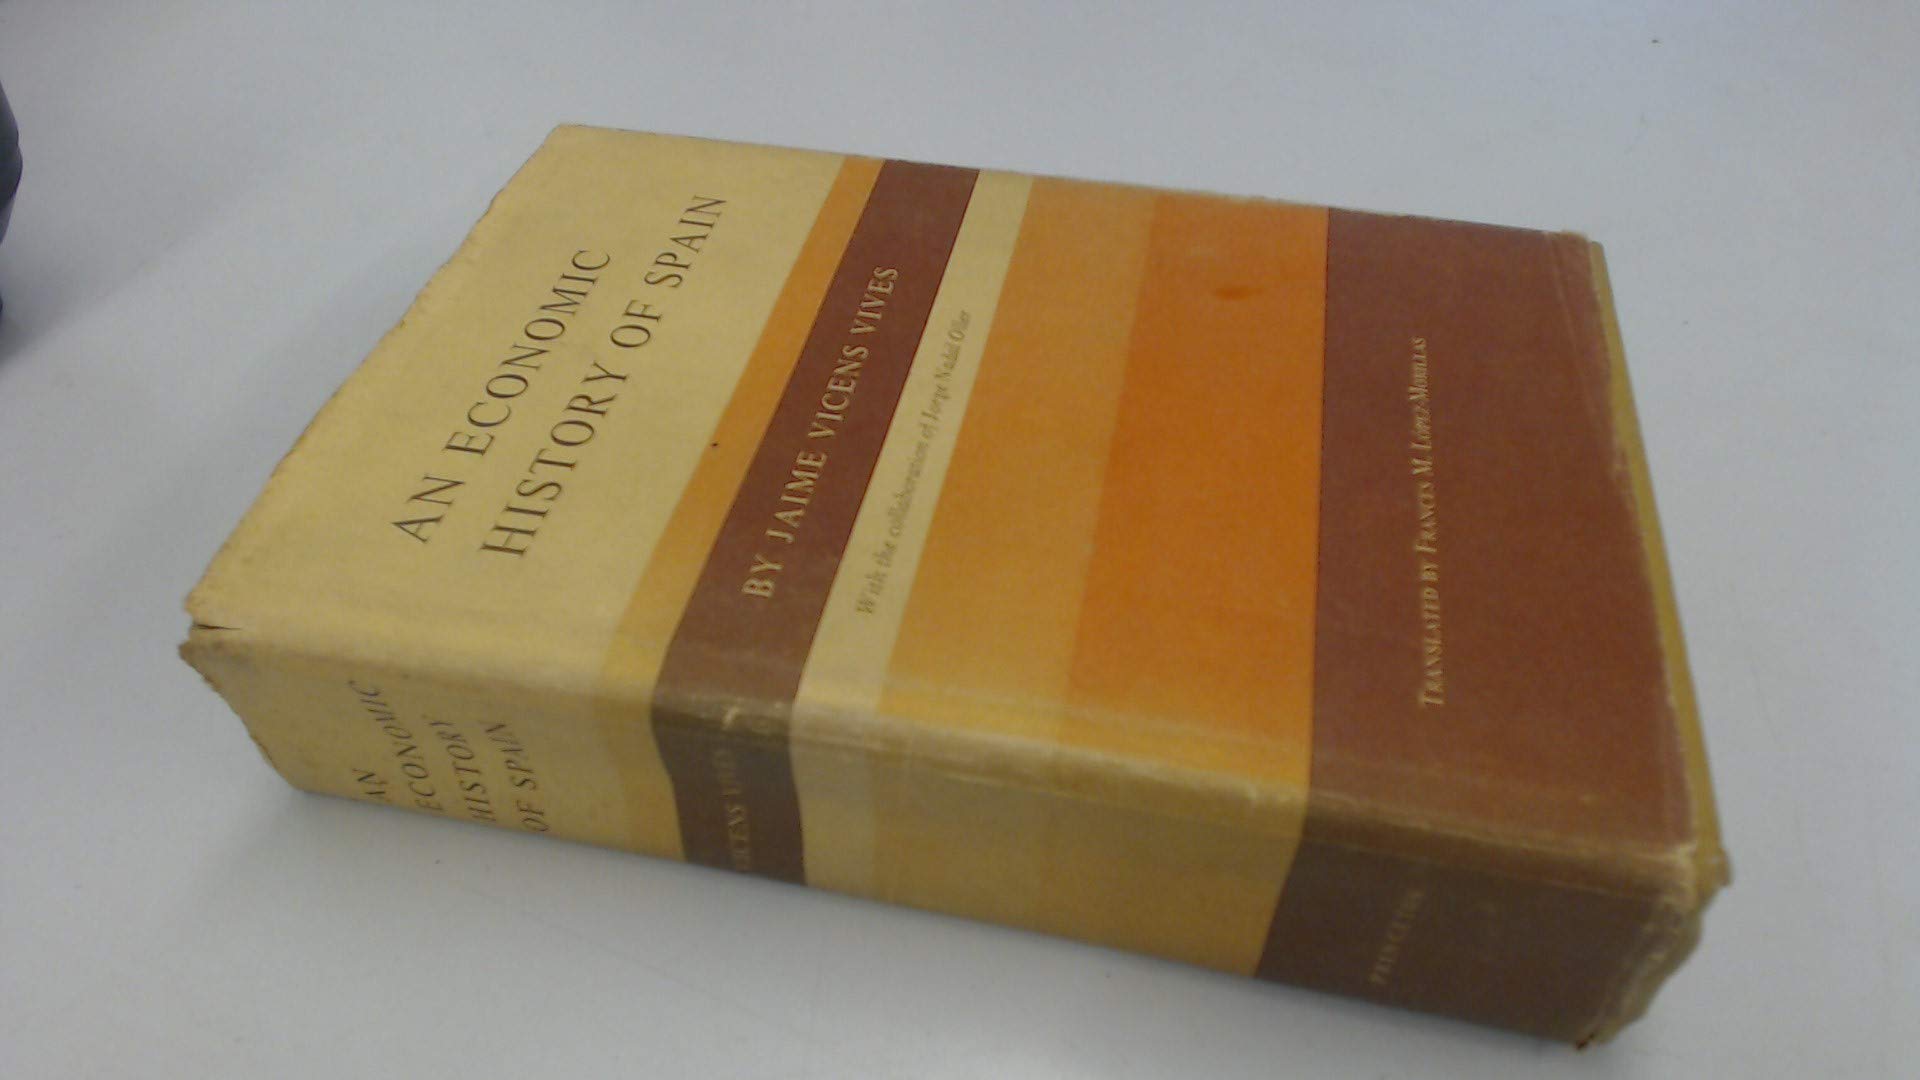 AN ECONOMIC
HISTORY OF SPAIN
BY JAIME VICENS VIVES
With the collaboration of Jorge Nadal Oller
TRANSLATED BY FRANCES M. LÓPEZ-MORILLAS
AN
ECONOMIC
HISTORY
OF SPAIN
VICENS VIVES
PRINCETON